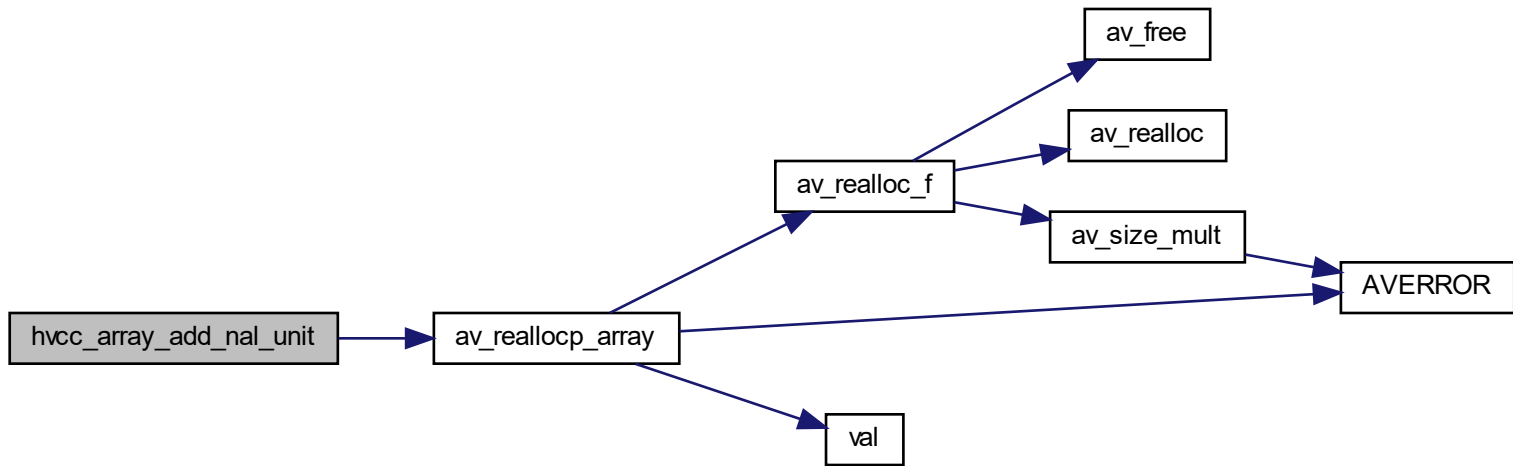 av_free
av_realloc
av_realloc_f
av_size_mult
AVERROR
hvcc_array_add_nal_unit
av_reallocp_array
val